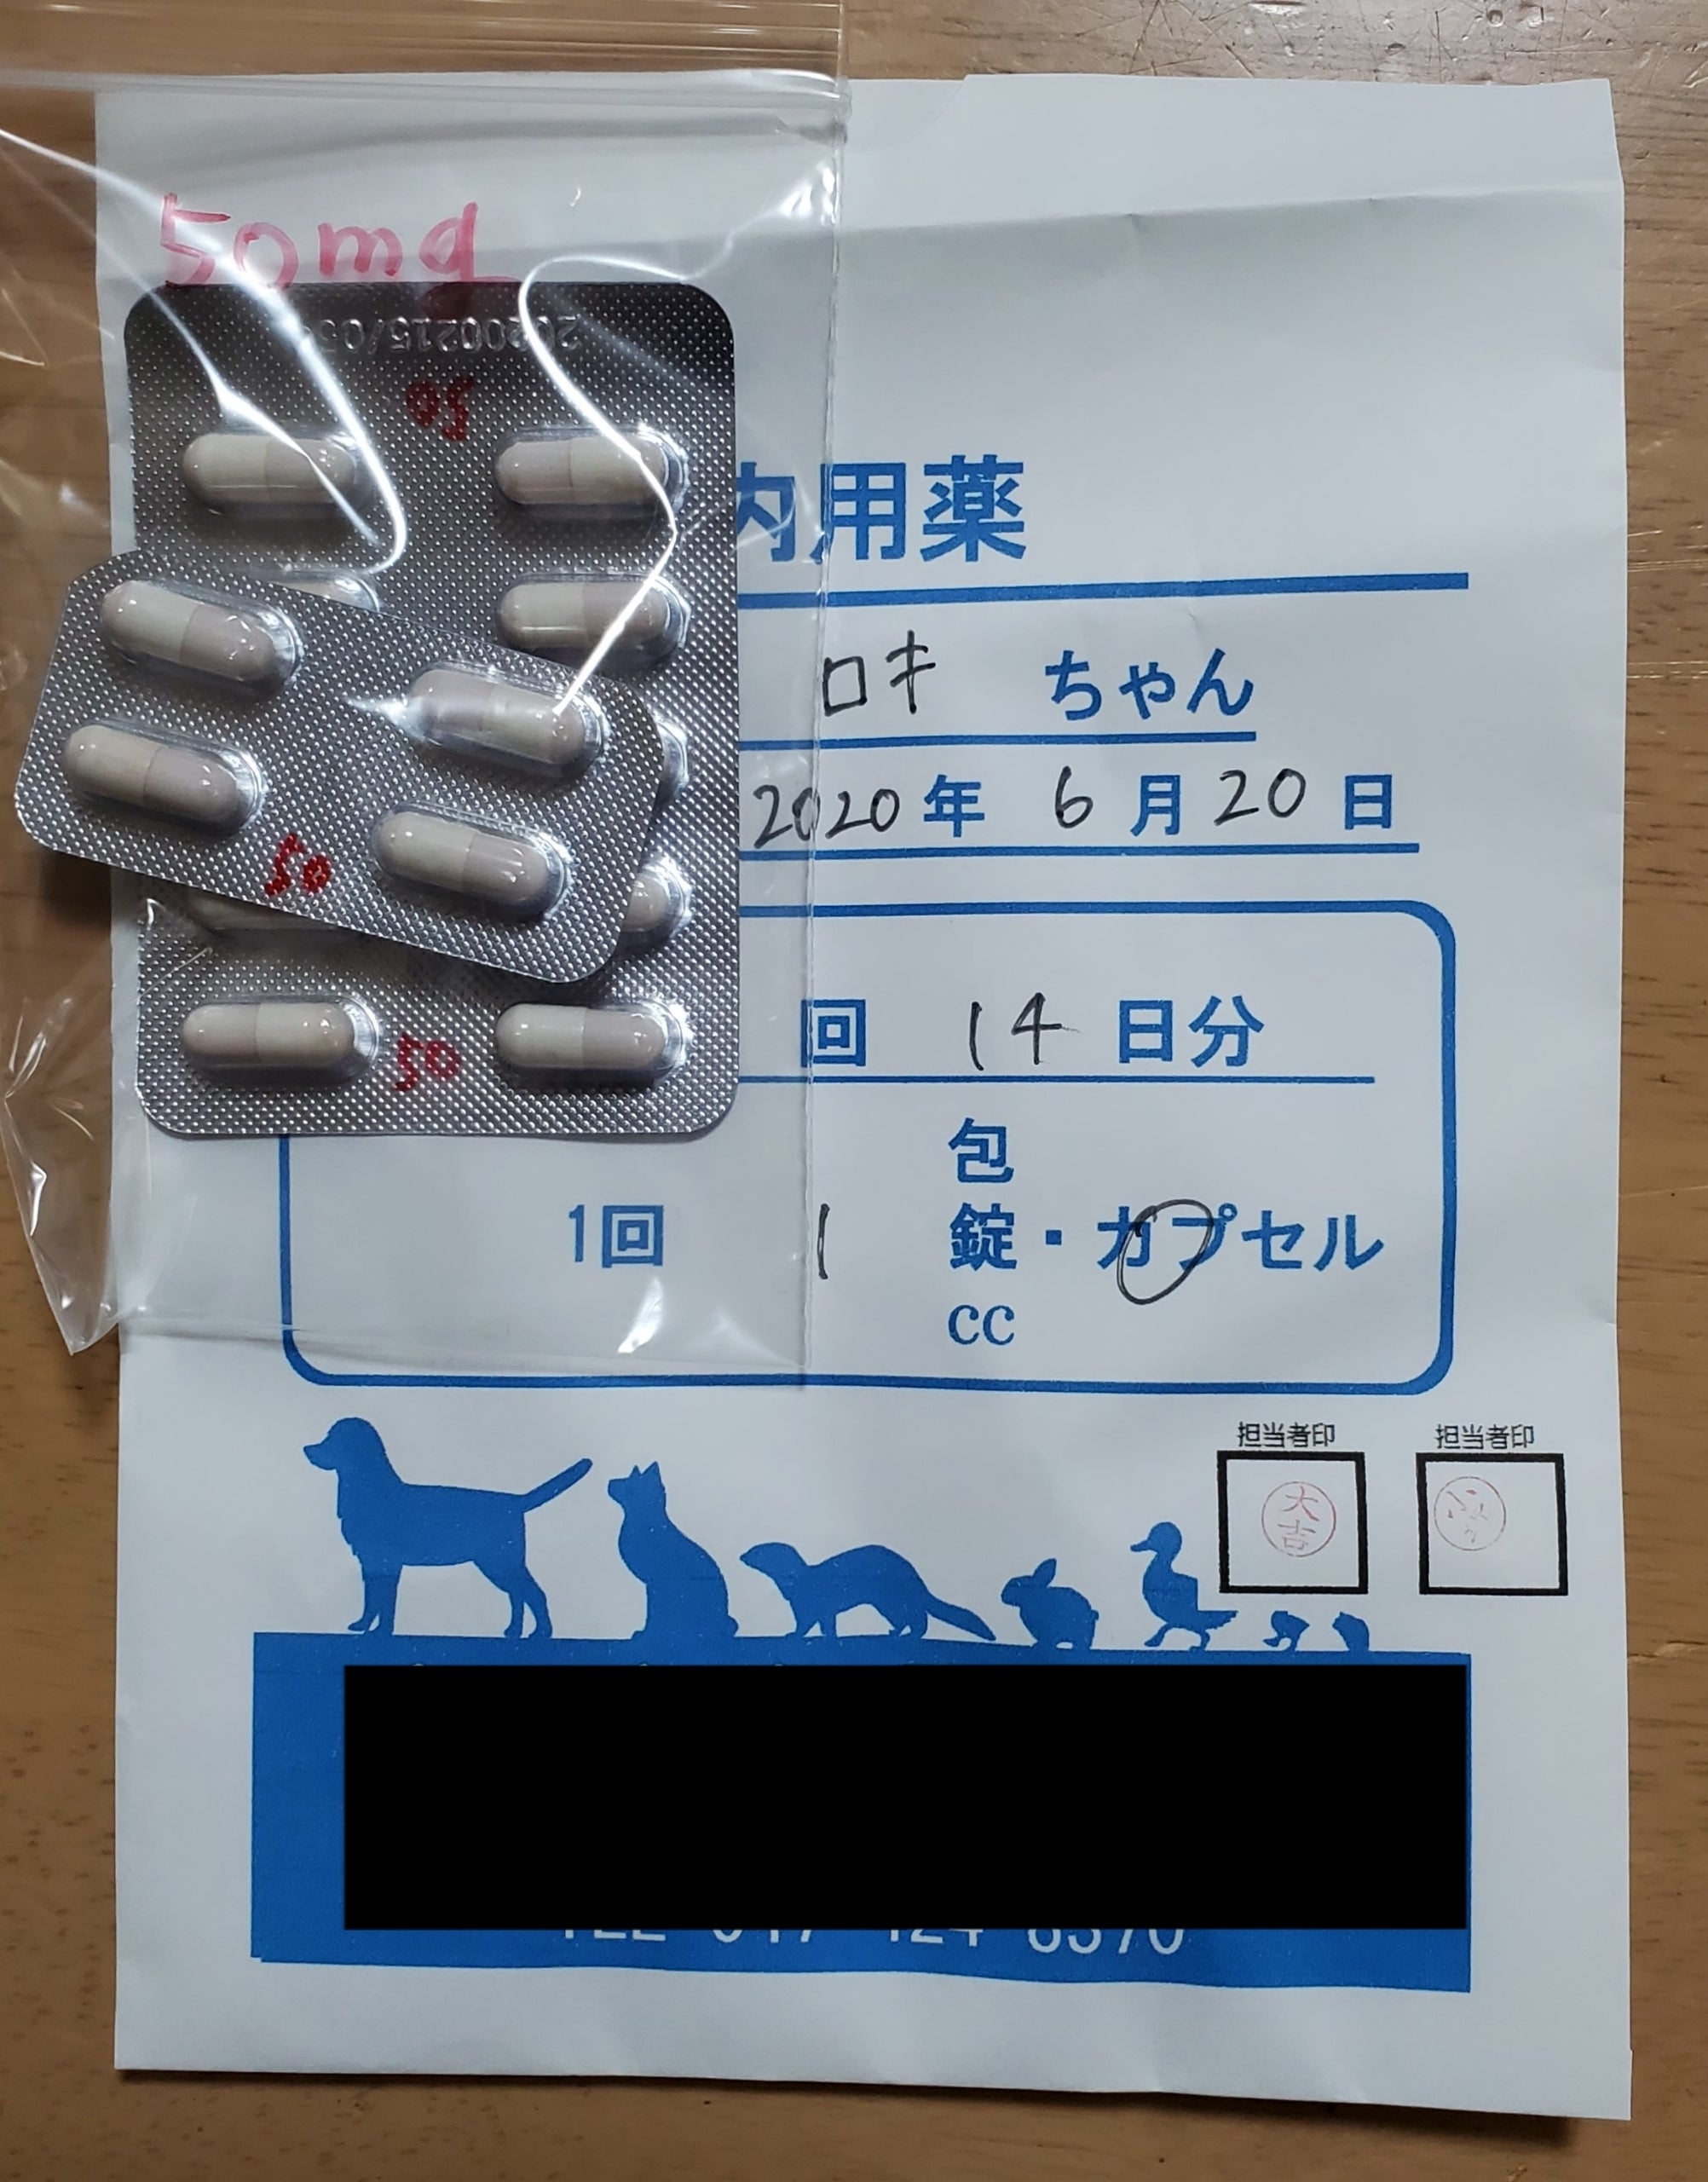 50mg
20200215/0
50
内用薬
ロキ ちゃん
2020年 6月20日
50
回 14 日分
50
包
1回 1 錠・カプセル
cc
担当者印 担当者印
大吉